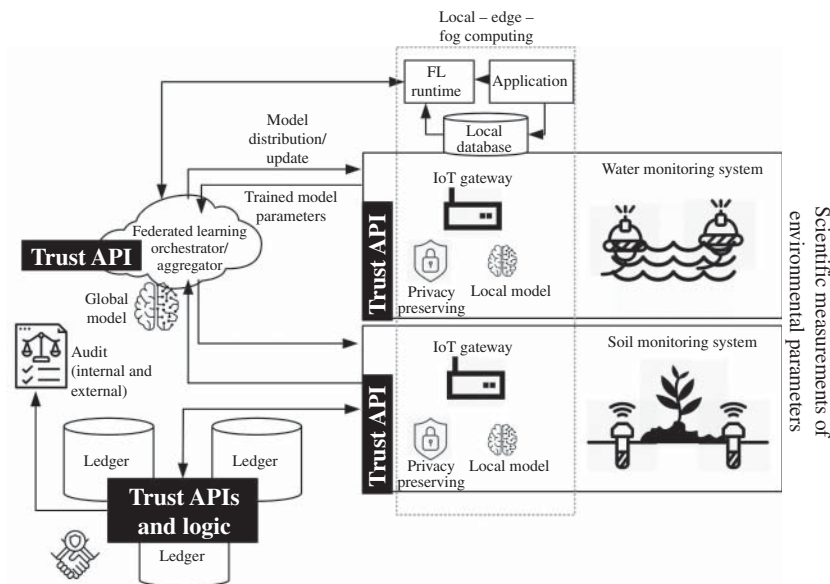 Local – edge –
fog computing
FL
runtime
Application
Local
database
Model
distribution/
update
Trained model
parameters
Federated learning
orchestrator/
aggregator
Trust API
Global
model
IoT gateway
Water monitoring system
Trust API
Privacy
preserving
Local model
IoT gateway
Soil monitoring system
Trust API
Privacy
preserving
Local model
Scientific measurements of
environmental parameters
Audit
(internal and
external)
Ledger
Ledger
Trust APIs
and logic
Ledger